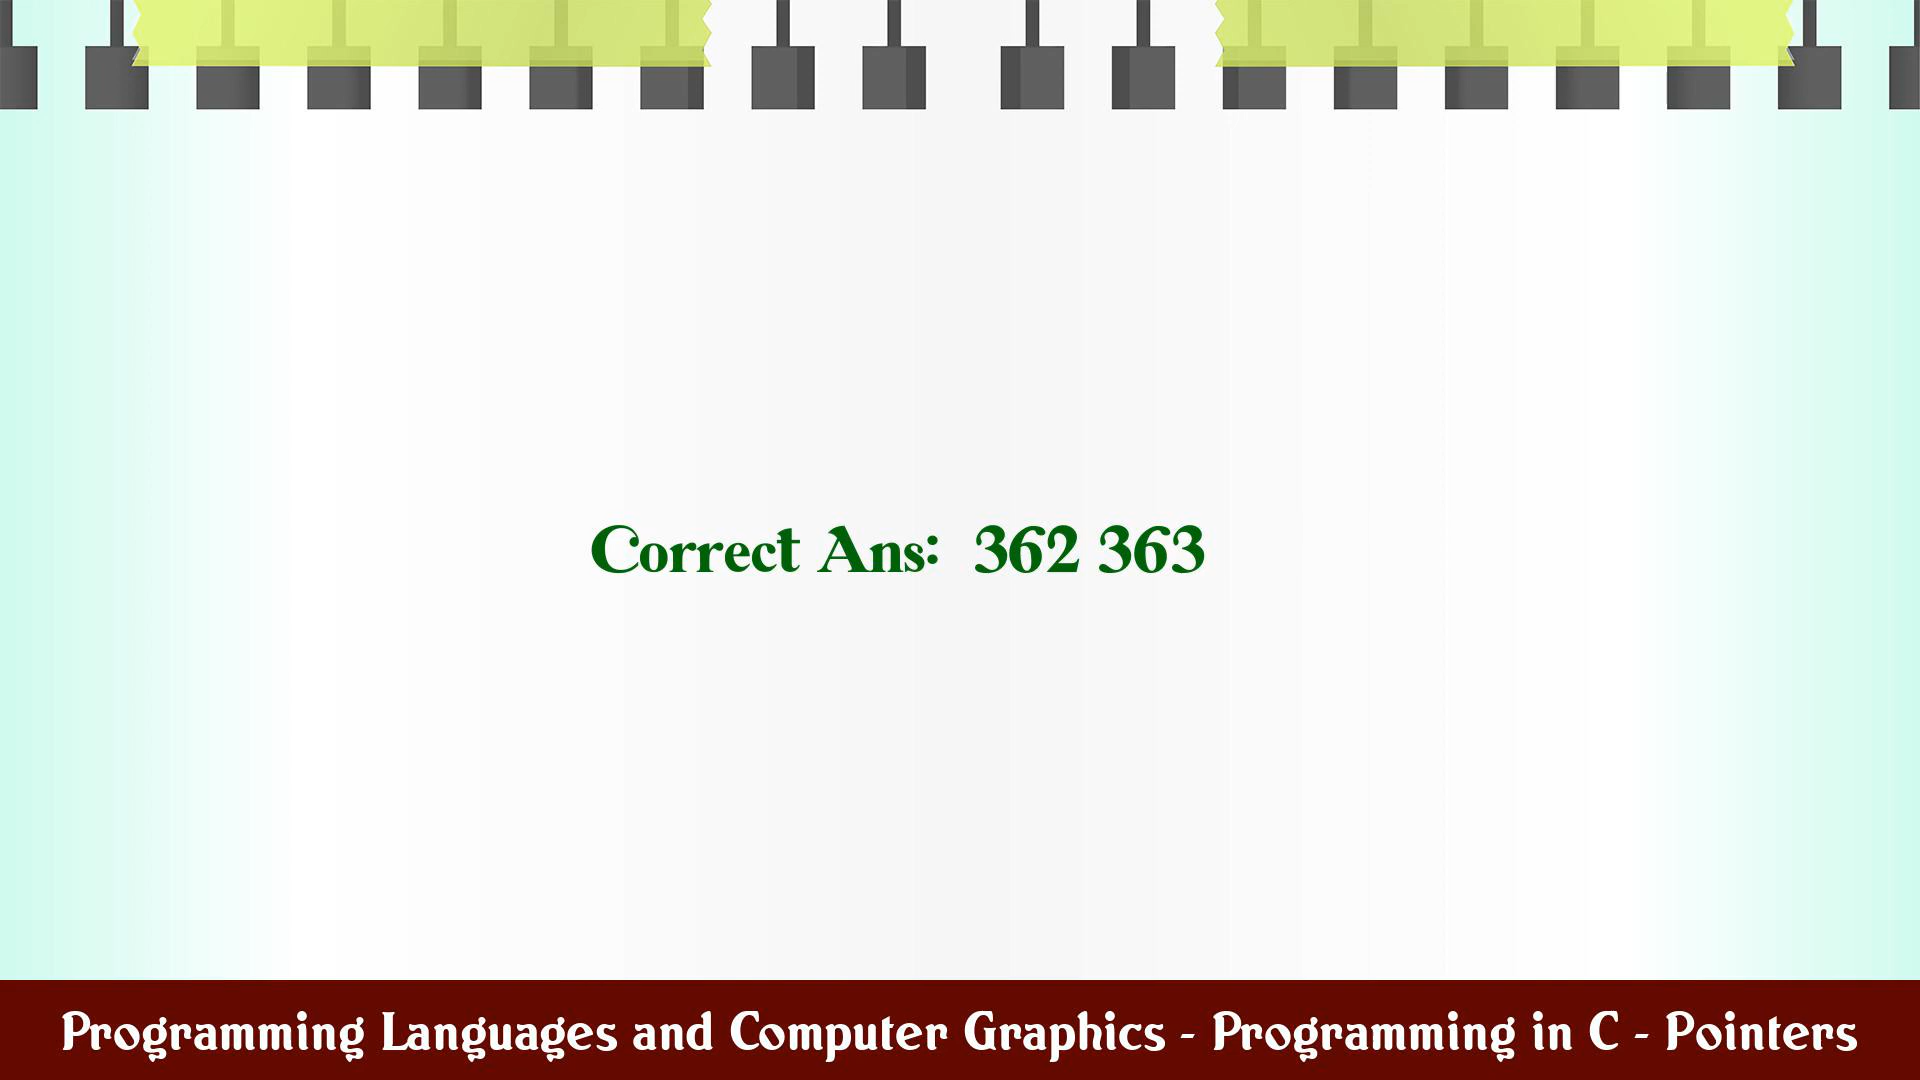 Correct Ans: 362 363
Programming Languages and Computer Graphics - Programming in C - Pointers